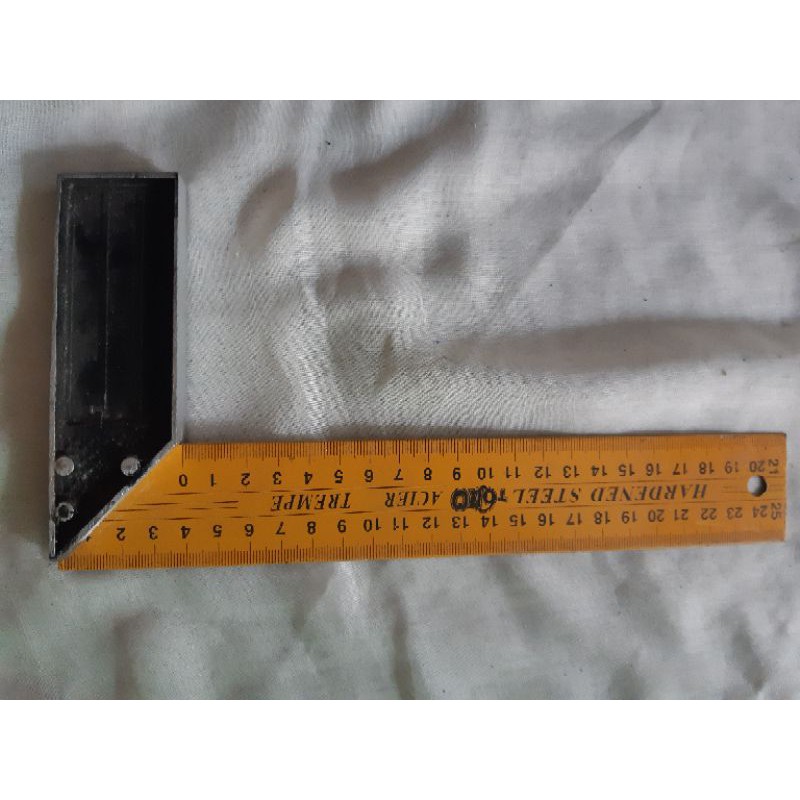 25 24 23 22 21 20 19 18 17 16 15 14 13 12 11 10 9 8 7 6 5 4 3 2 1
HARDENED STEEL ACIER TREMPE
21 20 19 18 17 16 15 14 13 12 11 10 9 8 7 6 5 4 3 2 1 0